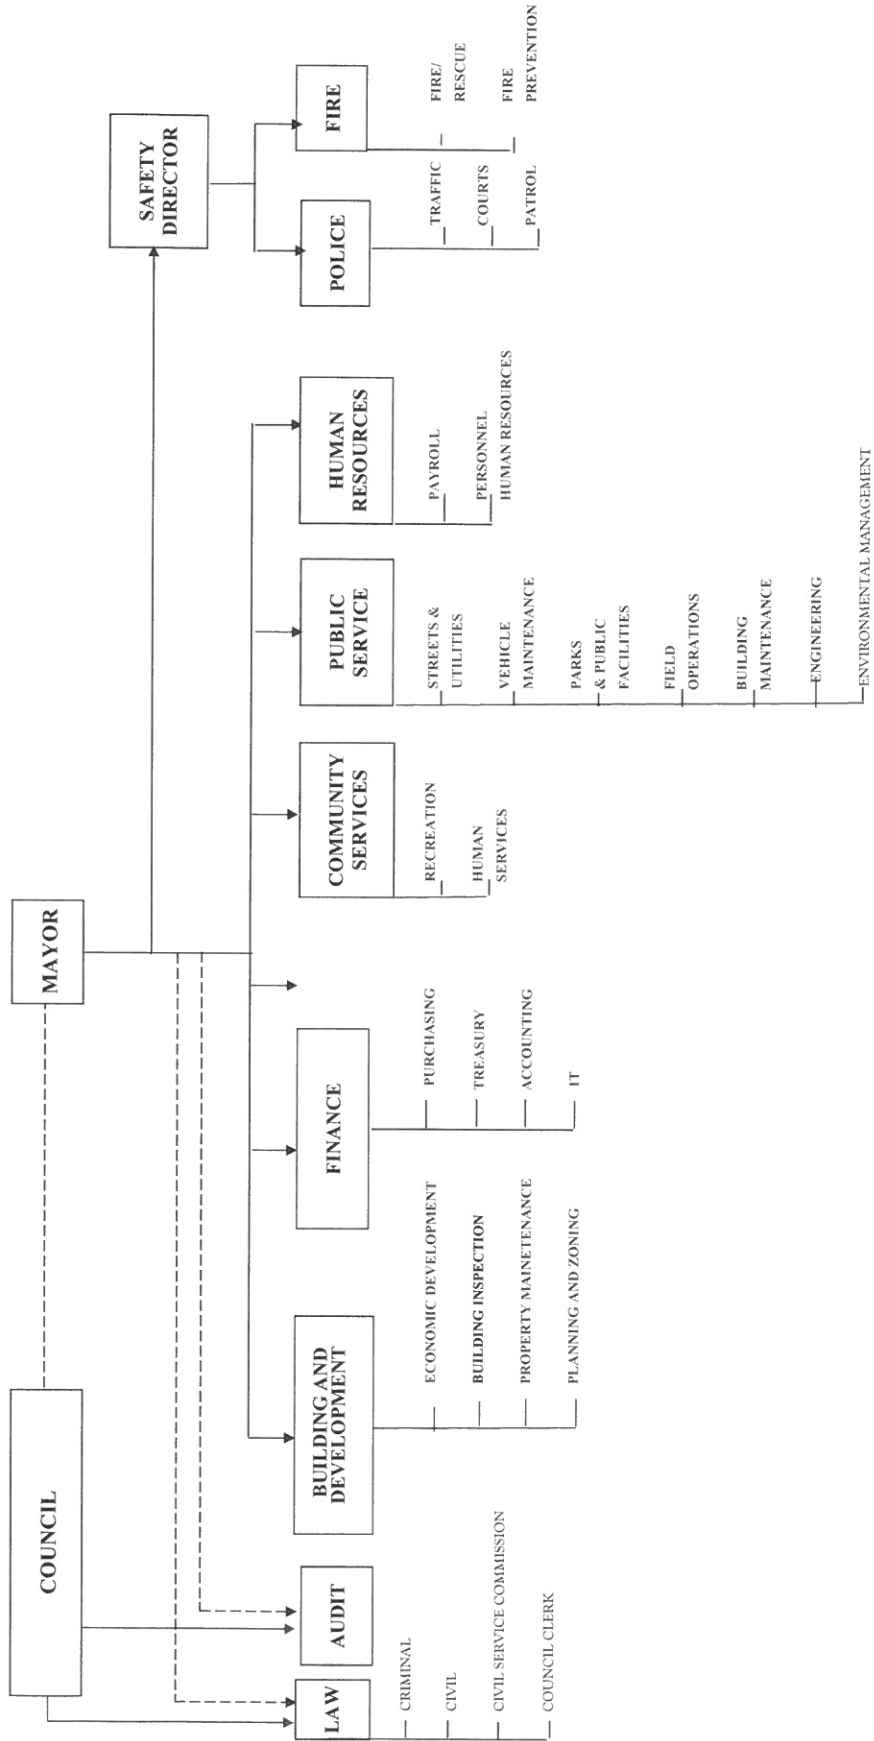 COUNCIL
MAYOR
SAFETY
DIRECTOR
LAW
CRIMINAL
CIVIL
CIVIL SERVICE COMMISSION
COUNCIL CLERK
AUDIT
BUILDING AND
DEVELOPMENT
ECONOMIC DEVELOPMENT
BUILDING INSPECTION
PROPERTY MAINETENANCE
PLANNING AND ZONING
FINANCE
PURCHASING
TREASURY
ACCOUNTING
IT
COMMUNITY
SERVICES
RECREATION
HUMAN
SERVICES
PUBLIC
SERVICE
STREETS &
UTILITIES
VEHICLE
MAINTENANCE
PARKS
& PUBLIC
FACILITIES
FIELD
OPERATIONS
BUILDING
MAINTENANCE
ENGINEERING
ENVIRONMENTAL MANAGEMENT
HUMAN
RESOURCES
PAYROLL
PERSONNEL
HUMAN RESOURCES
POLICE
TRAFFIC
COURTS
PATROL
FIRE
FIRE/
RESCUE
FIRE
PREVENTION